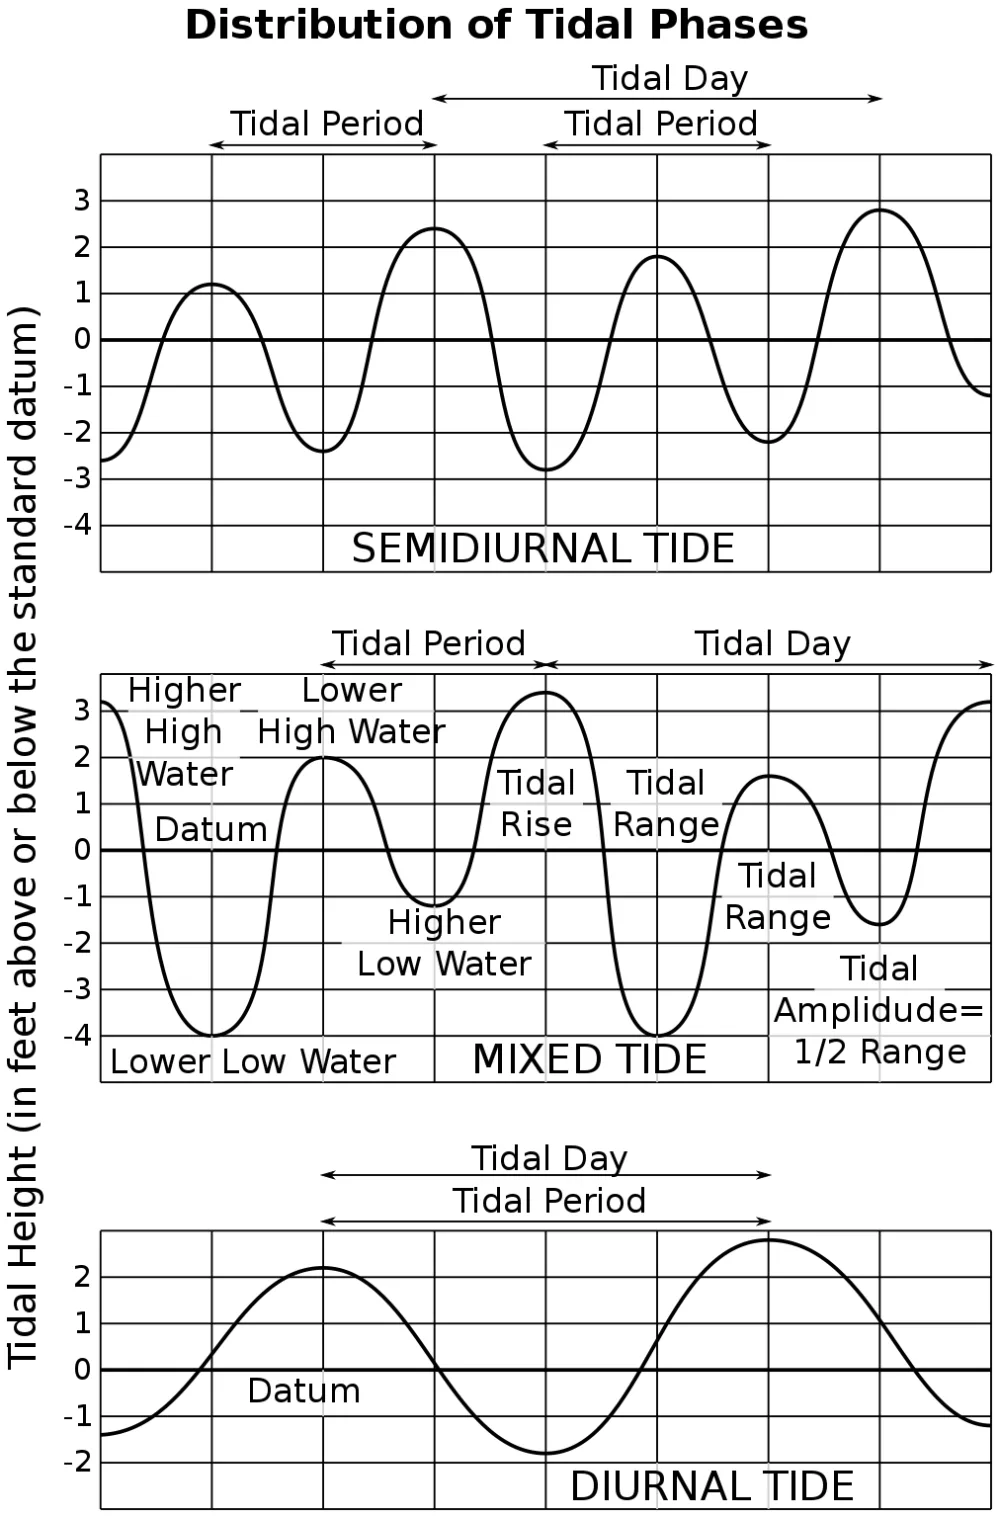 Distribution of Tidal Phases
Tidal Day
Tidal Period Tidal Period
Tidal Height (in feet above or below the standard datum)
3
2
1
0
-1
-2
-3
-4
SEMIDIURNAL TIDE
Tidal Period Tidal Day
Higher
High
Water
Lower
High Water
3
2
1
0
-1
-2
-3
-4
Datum
Tidal
Rise
Tidal
Range
Tidal
Range
Higher
Low Water
Tidal
Amplidude=
1/2 Range
Lower Low Water
MIXED TIDE
Tidal Day
Tidal Period
2
1
0
-1
-2
Datum
DIURNAL TIDE